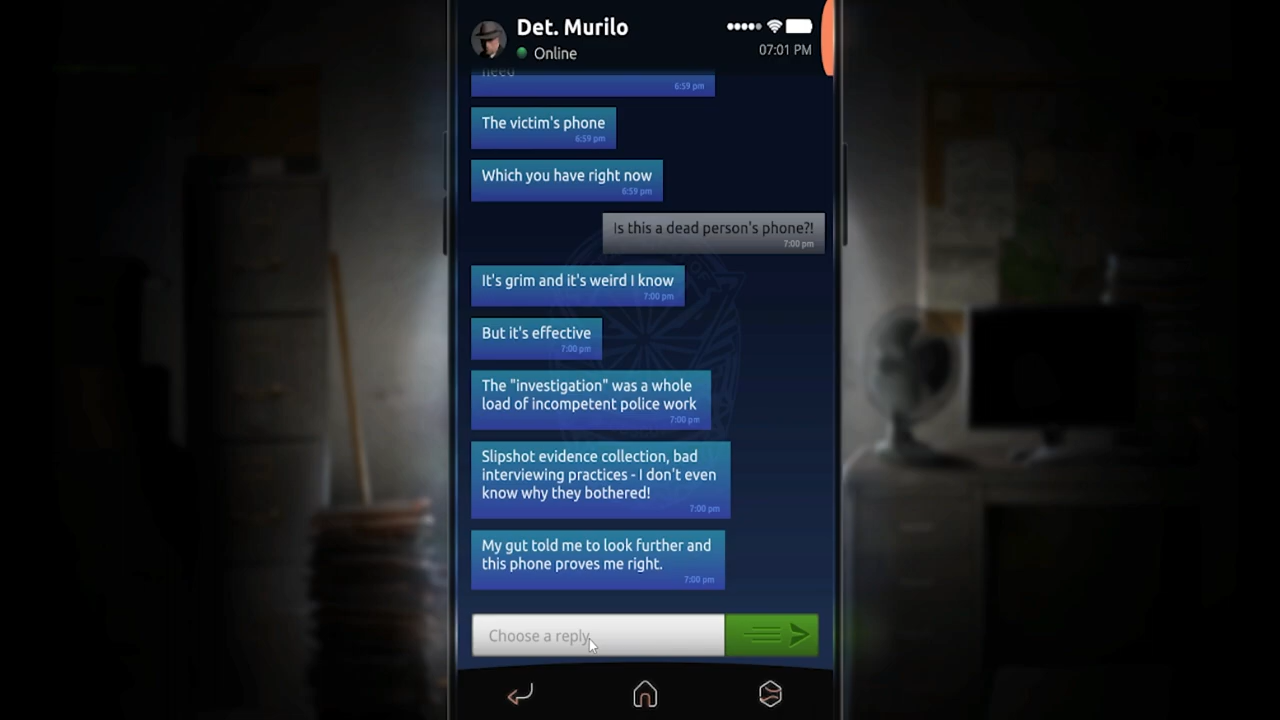 Det. Murilo
Online
07:01 PM
need
6:59 pm
The victim's phone
6:59 pm
Which you have right now
6:59 pm
Is this a dead person's phone?!
7:00 pm
It's grim and it's weird I know
7:00 pm
But it's effective
7:00 pm
The "investigation" was a whole
load of incompetent police work
7:00 pm
Slipshot evidence collection, bad
interviewing practices - I don't even
know why they bothered!
7:00 pm
My gut told me to look further and
this phone proves me right.
7:00 pm
Choose a reply